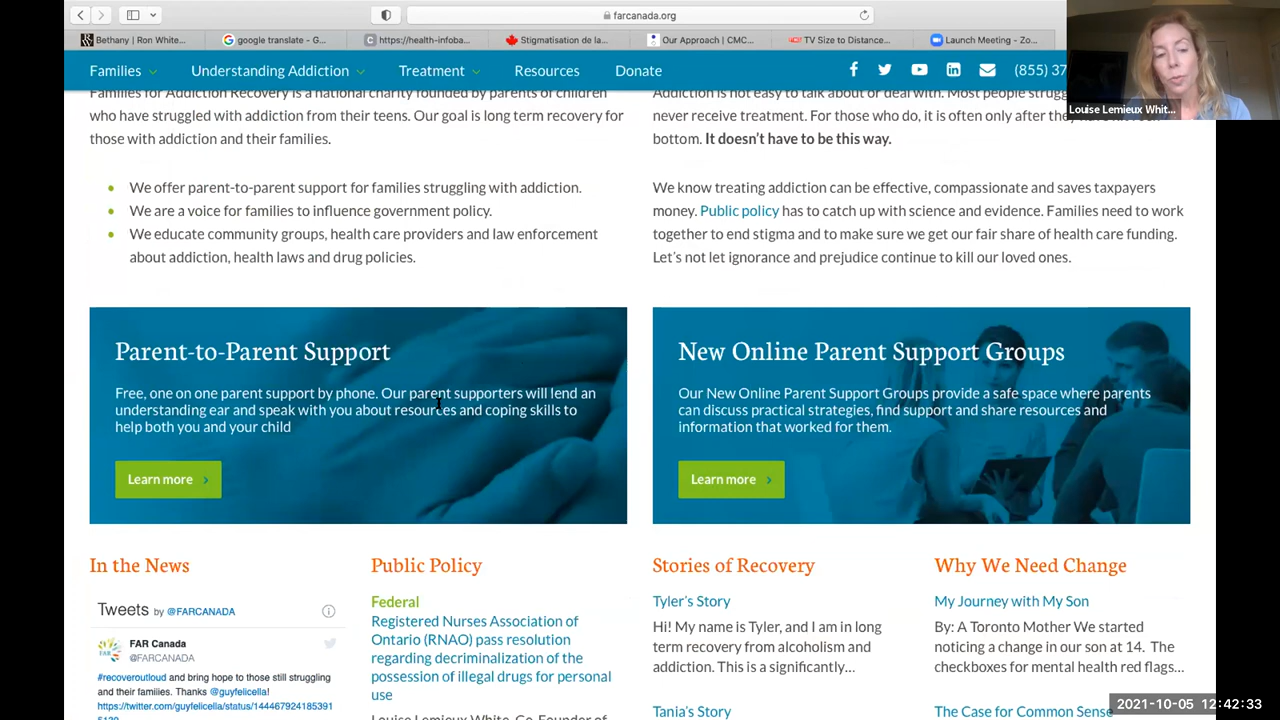 farcanada.org
Bethany | Ron White...
google translate - G...
https://health-infoba...
Stigmatisation de la...
Our Approach | CMC...
TV Size to Distance...
Launch Meeting - Zo...
Families
Understanding Addiction
Treatment
Resources
Donate
(855) 37
Louise Lemieux Whit...
Families for Addiction Recovery is a national charity founded by parents of children
who have struggled with addiction from their teens. Our goal is long term recovery for
those with addiction and their families.
• We offer parent-to-parent support for families struggling with addiction.
• We are a voice for families to influence government policy.
• We educate community groups, health care providers and law enforcement
about addiction, health laws and drug policies.
Addiction is not easy to talk about or deal with. Most people strugg
never receive treatment. For those who do, it is often only after
bottom. It doesn't have to be this way.
We know treating addiction can be effective, compassionate and saves taxpayers
money. Public policy has to catch up with science and evidence. Families need to work
together to end stigma and to make sure we get our fair share of health care funding.
Let's not let ignorance and prejudice continue to kill our loved ones.
Parent-to-Parent Support
Free, one on one parent support by phone. Our parent supporters will lend an
understanding ear and speak with you about resources and coping skills to
help both you and your child
Learn more
New Online Parent Support Groups
Our New Online Parent Support Groups provide a safe space where parents
can discuss practical strategies, find support and share resources and
information that worked for them.
Learn more
In the News
Tweets by @FARCANADA
FAR Canada
@FARCANADA
#recoveroutloud and bring hope to those still struggling
and their families. Thanks @guyfelicella!
https://twitter.com/guyfelicella/status/144467924185391
Public Policy
Federal
Registered Nurses Association of
Ontario (RNAO) pass resolution
regarding decriminalization of the
possession of illegal drugs for personal
use
Louise Lemieux White, Co-Founder of
Stories of Recovery
Tyler's Story
Hi! My name is Tyler, and I am in long
term recovery from alcoholism and
addiction. This is a significantly...
Tania's Story
Why We Need Change
My Journey with My Son
By: A Toronto Mother We started
noticing a change in our son at 14. The
checkboxes for mental health red flags...
The Case for Common Sense
2021-10-05 12:42:33